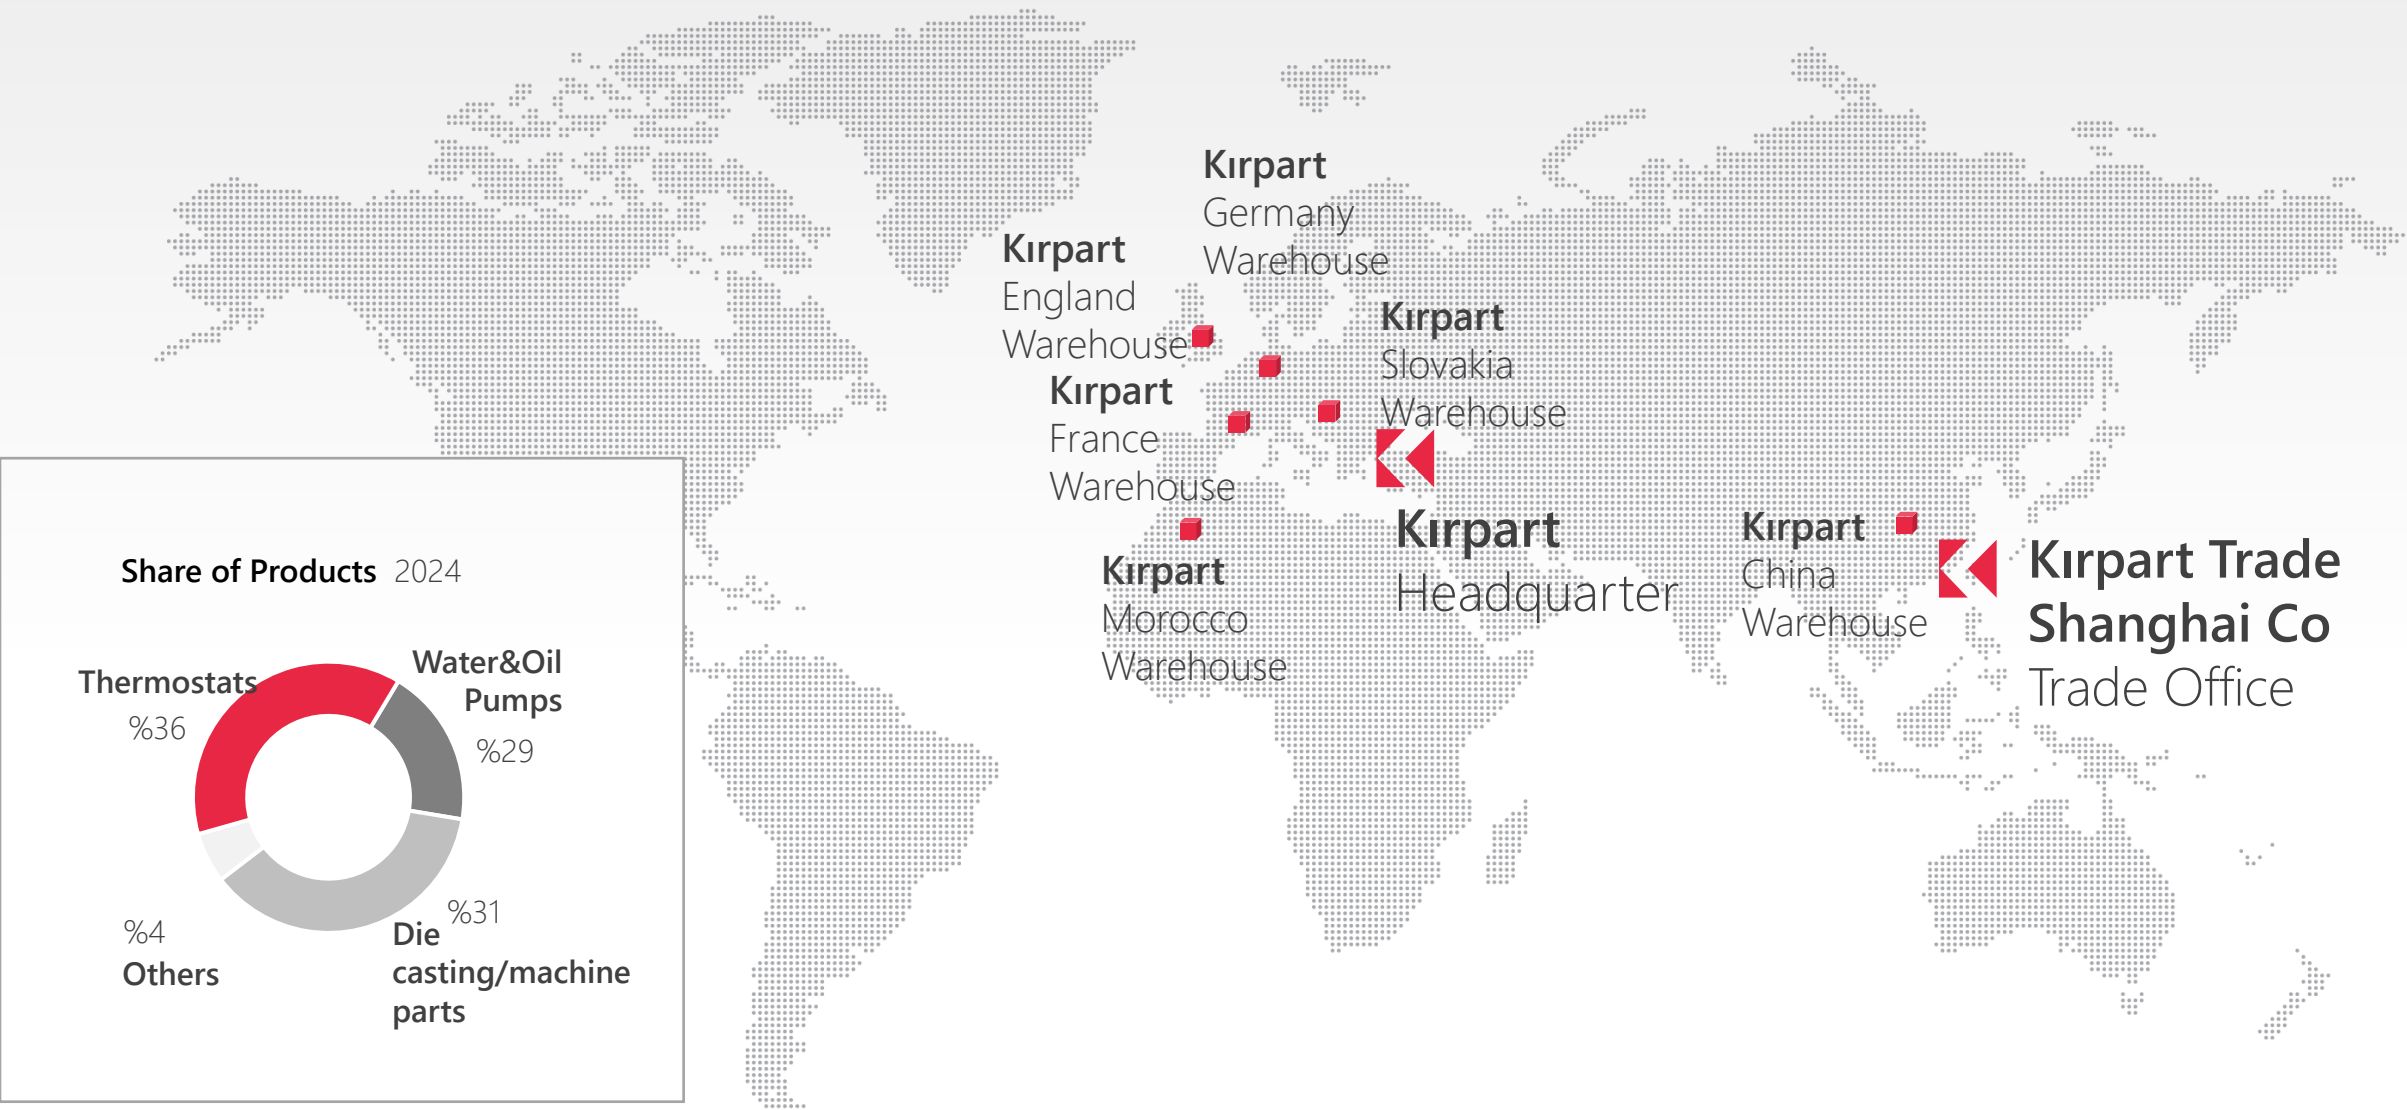 Kırpart
Germany
Warehouse
Kırpart
England
Warehouse
Kırpart
Slovakia
Warehouse
Kırpart
France
Warehouse
Kırpart
Headquarter
Kırpart
China
Warehouse
Kırpart Trade
Shanghai Co
Trade Office
Kırpart
Morocco
Warehouse
Share of Products 2024
Thermostats
%36
Water&Oil
Pumps
%29
%31
Die
casting/machine
parts
%4
Others